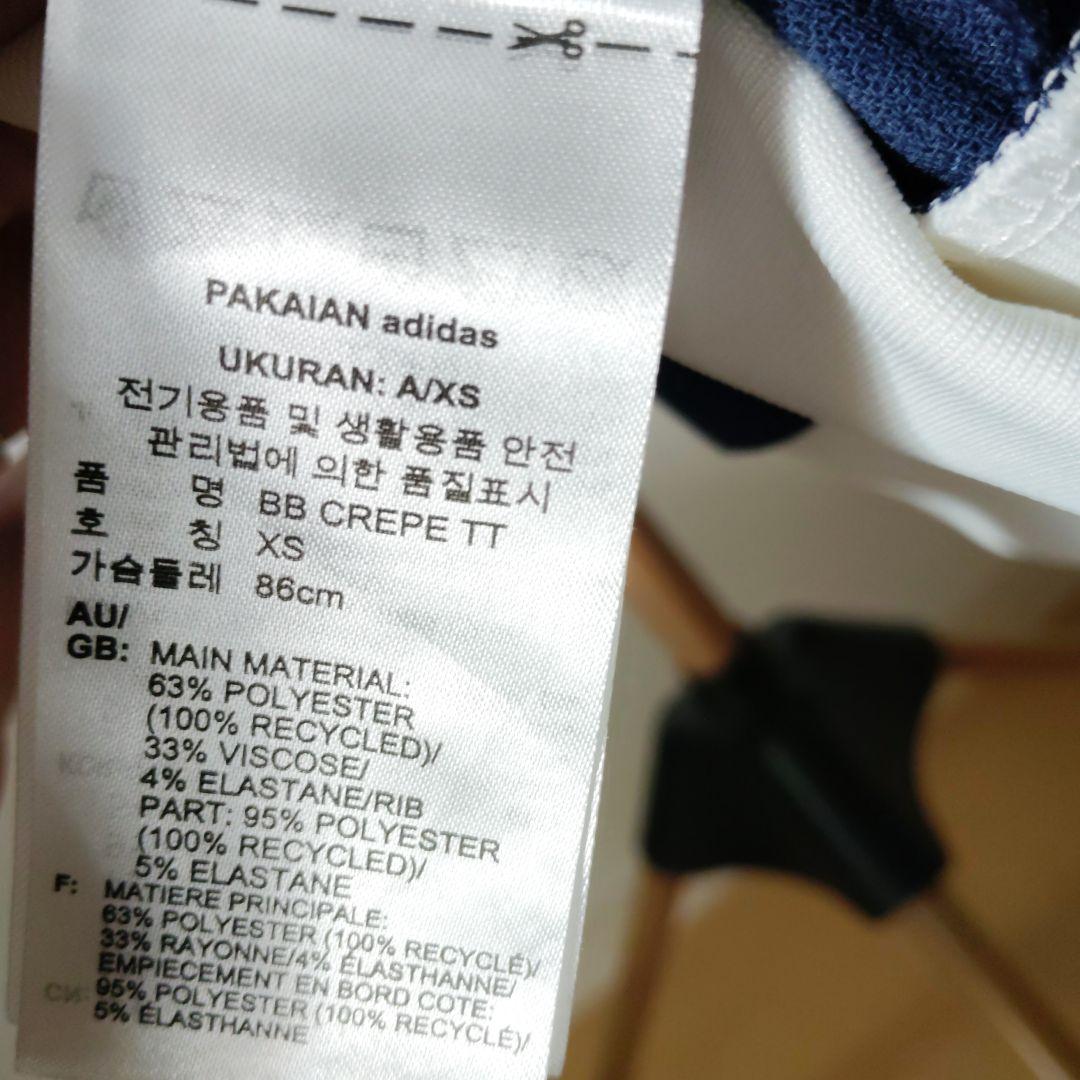 PAKAIAN adidas
UKURAN: A/XS
전기용품 및 생활용품 안전
관리법에 의한 품질표시
품 명 BB CREPE TT
호 칭 XS
가슴둘레 86cm
AU/
GB: MAIN MATERIAL:
63% POLYESTER
(100% RECYCLED)/
33% VISCOSE/
4% ELASTANE/RIB
PART: 95% POLYESTER
(100% RECYCLED)/
5% ELASTANE
F: MATIERE PRINCIPALE:
63% POLYESTER (100% RECYCLÉ)/
33% RAYONNE/4% ÉLASTHANNE/
EMPIECEMENT EN BORD COTE:
95% POLYESTER (100% RECYCLÉ)/
5% ÉLASTHANNE